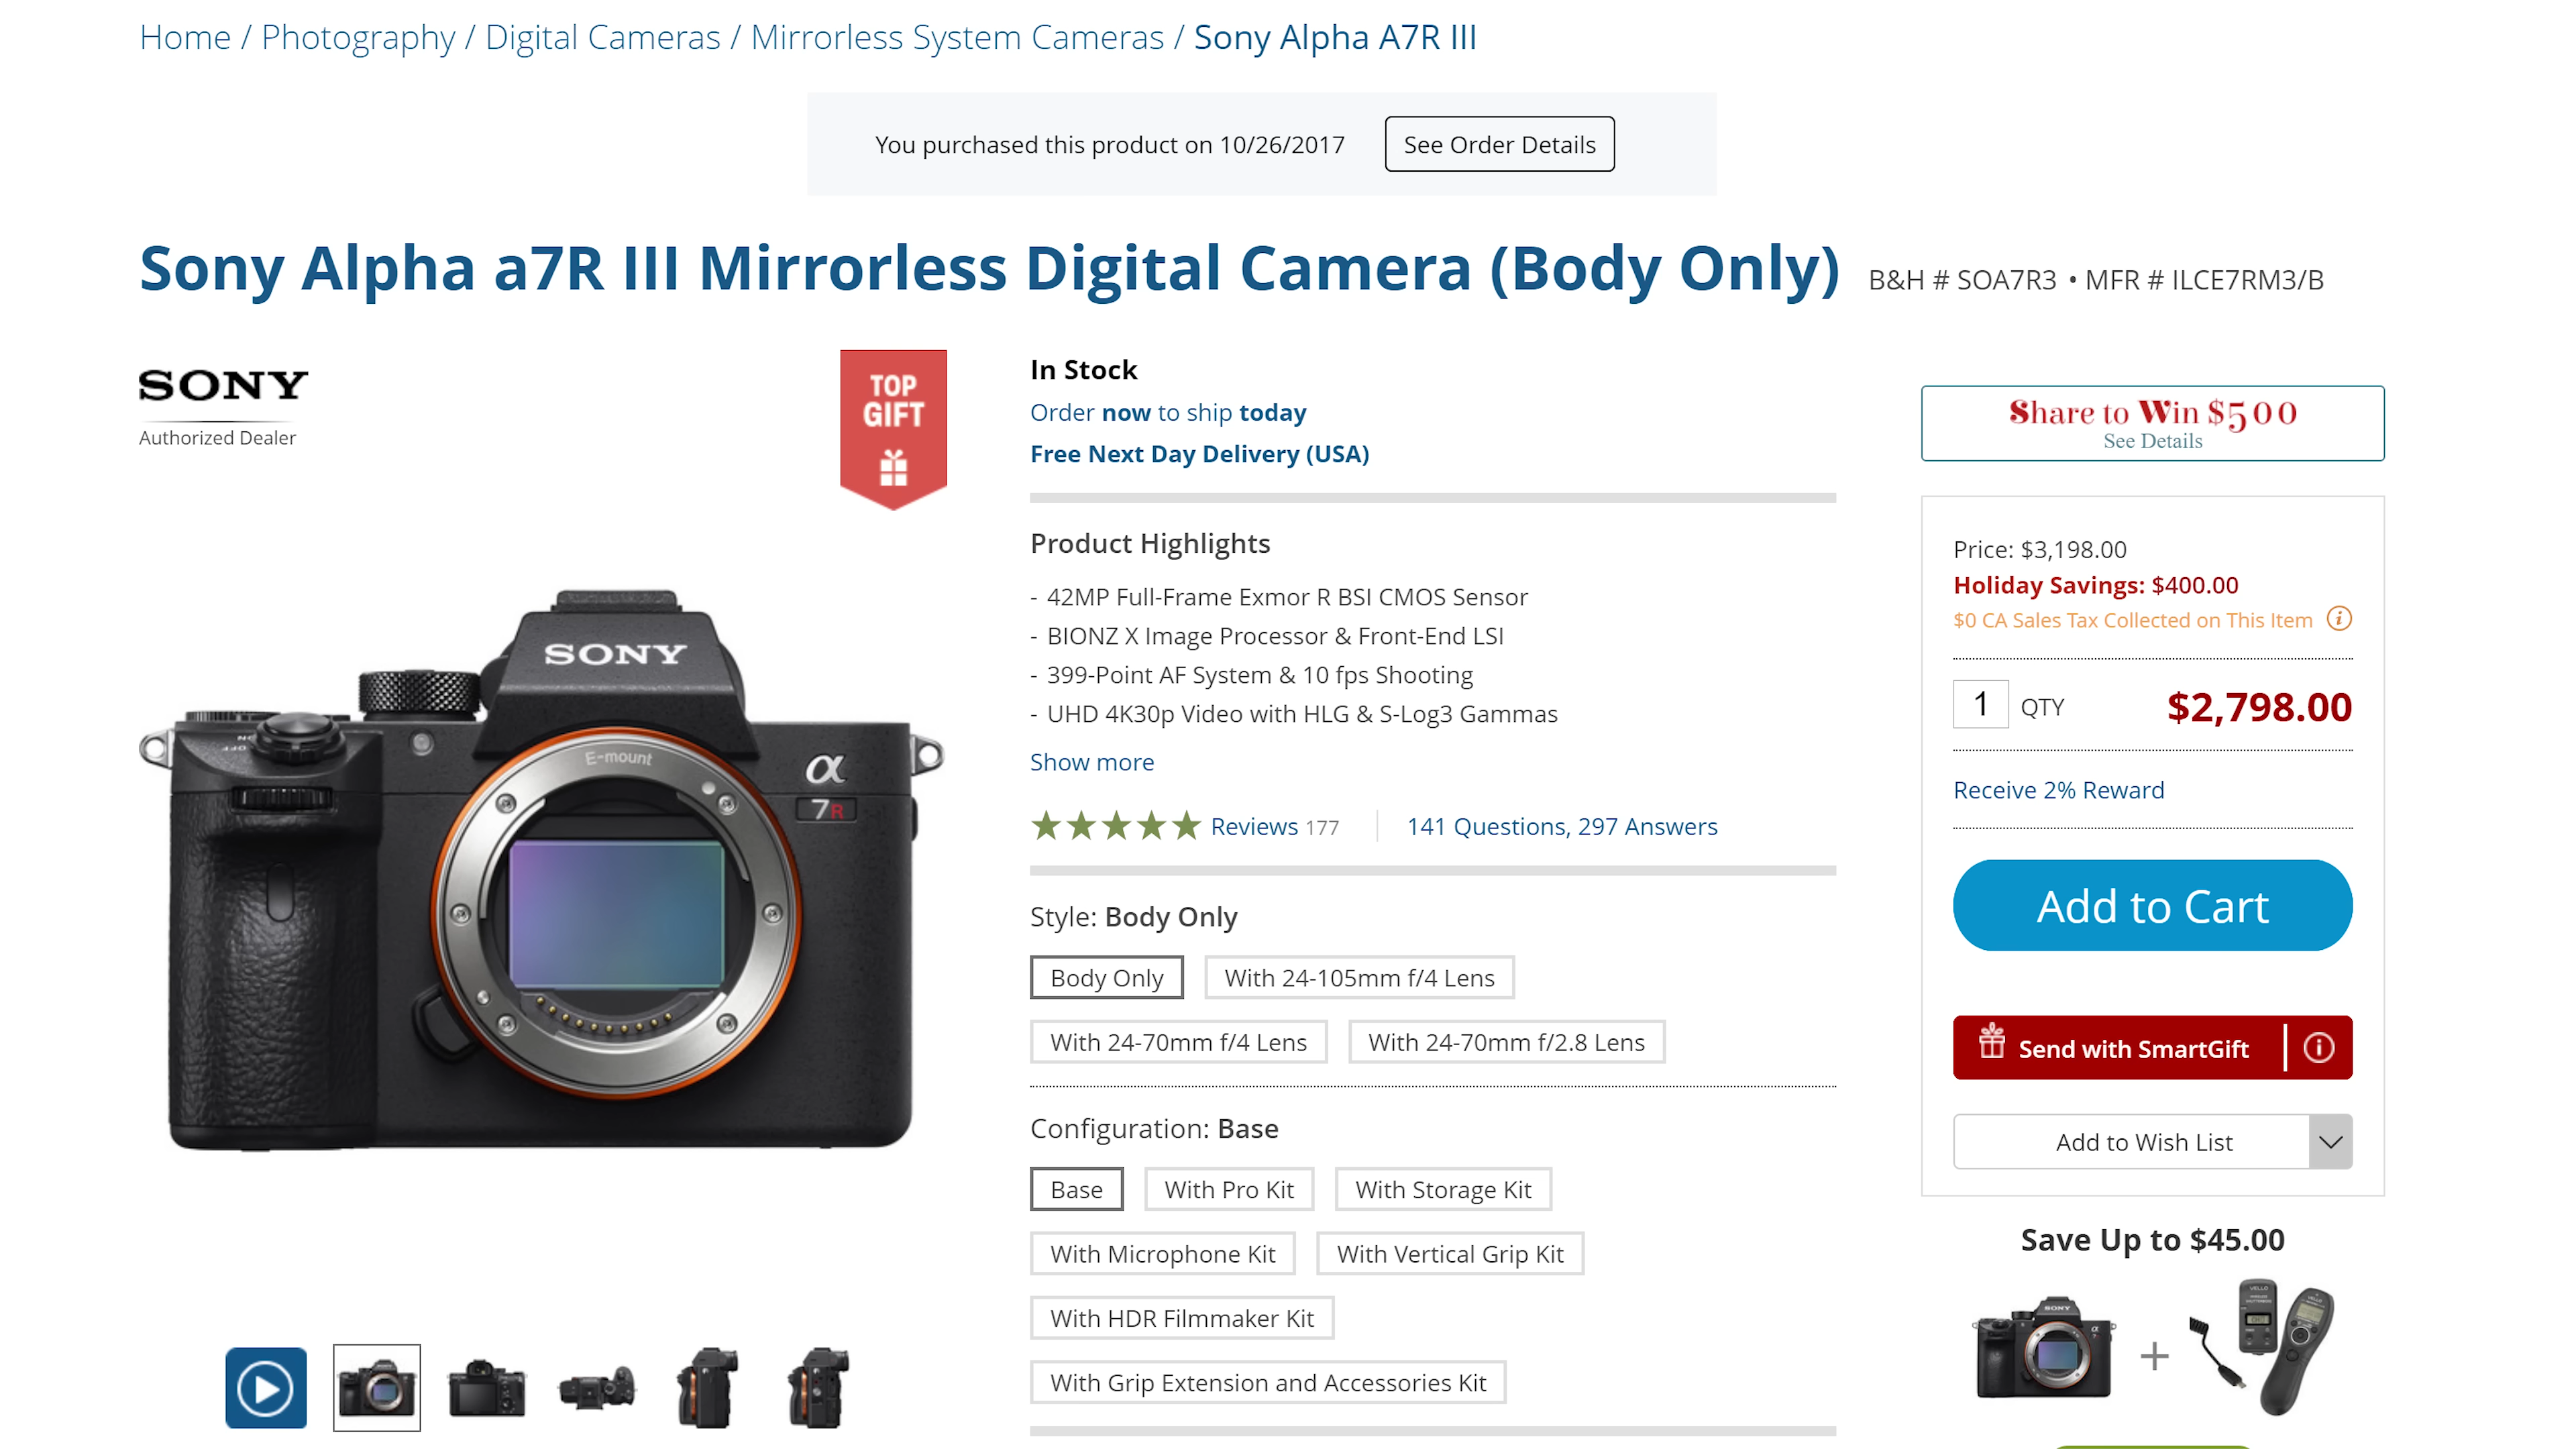 Home / Photography / Digital Cameras / Mirrorless System Cameras / Sony Alpha A7R III
You purchased this product on 10/26/2017
See Order Details
Sony Alpha a7R III Mirrorless Digital Camera (Body Only)
B&H # SOA7R3 • MFR # ILCE7RM3/B
SONY
Authorized Dealer
TOP
GIFT
SONY
E-mount
α
7R
In Stock
Order now to ship today
Free Next Day Delivery (USA)
Product Highlights
- 42MP Full-Frame Exmor R BSI CMOS Sensor
- BIONZ X Image Processor & Front-End LSI
- 399-Point AF System & 10 fps Shooting
- UHD 4K30p Video with HLG & S-Log3 Gammas
Show more
Reviews 177
141 Questions, 297 Answers
Style: Body Only
Body Only
With 24-105mm f/4 Lens
With 24-70mm f/4 Lens
With 24-70mm f/2.8 Lens
Configuration: Base
Base
With Pro Kit
With Storage Kit
With Microphone Kit
With Vertical Grip Kit
With HDR Filmmaker Kit
With Grip Extension and Accessories Kit
Share to Win $500
See Details
Price: $3,198.00
Holiday Savings: $400.00
$0 CA Sales Tax Collected on This Item
1 QTY
$2,798.00
Receive 2% Reward
Add to Cart
Send with SmartGift
Add to Wish List
Save Up to $45.00
SONY
+
VELLO